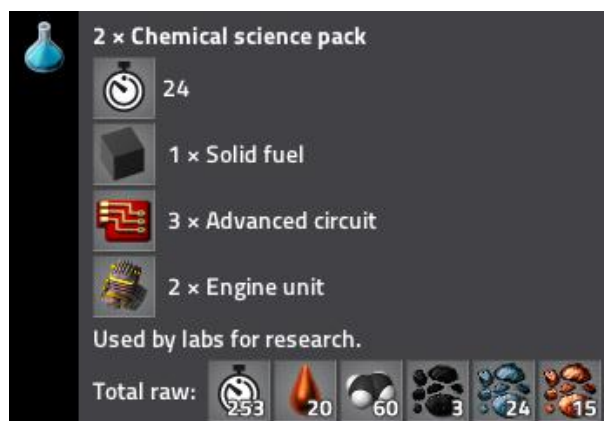 2 × Chemical science pack
24
1 × Solid fuel
3 × Advanced circuit
2 × Engine unit
Used by labs for research.
Total raw: 253 20 60 3 24 15